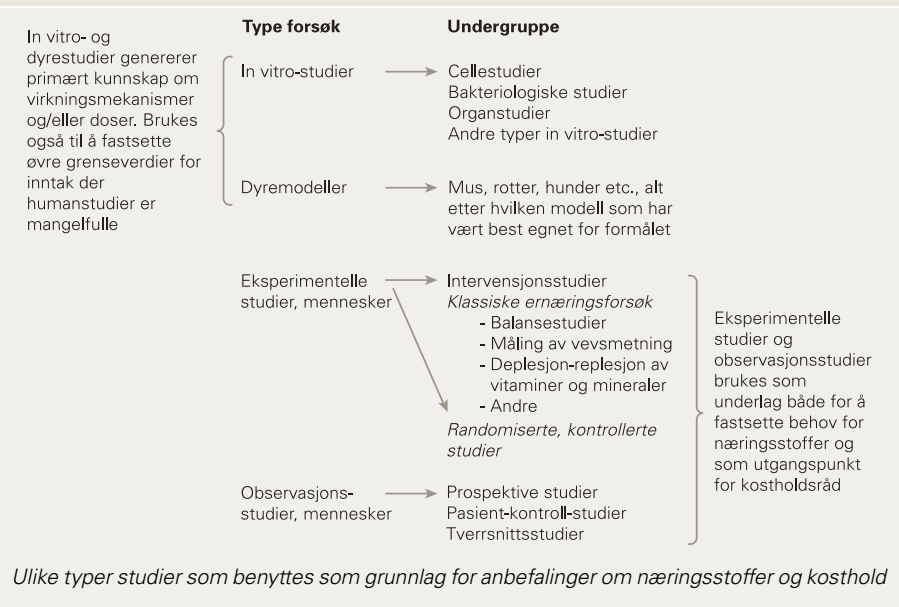 In vitro- og
dyrestudier genererer
primært kunnskap om
virkningsmekanismer
og/eller doser. Brukes
også til å fastsette
øvre grenseverdier for
inntak der
humanstudier er
mangelfulle
Type forsøk
Undergruppe
In vitro-studier
Cellestudier
Bakteriologiske studier
Organstudier
Andre typer in vitro-studier
Dyremodeller
Mus, rotter, hunder etc., alt
etter hvilken modell som har
vært best egnet for formålet
Eksperimentelle
studier, mennesker
Intervensjonsstudier
Klassiske ernæringsforsøk
- Balansestudier
- Måling av vevsmetning
- Deplesjon-replesjon av
vitaminer og mineraler
- Andre
Randomiserte, kontrollerte
studier
Observasjons-
studier, mennesker
Prospektive studier
Pasient-kontroll-studier
Tverrsnittsstudier
Eksperimentelle
studier og
observasjonsstudier
brukes som
underlag både for å
fastsette behov for
næringsstoffer og
som utgangspunkt
for kostholdsråd
Ulike typer studier som benyttes som grunnlag for anbefalinger om næringsstoffer og kosthold